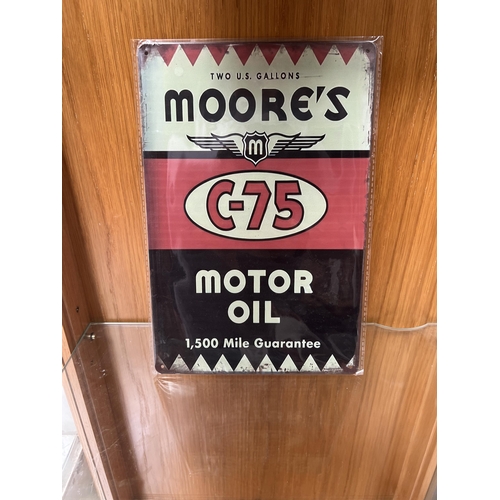 TWO U.S. GALLONS
MOORE'S
M
C-75
MOTOR
OIL
1,500 Mile Guarantee